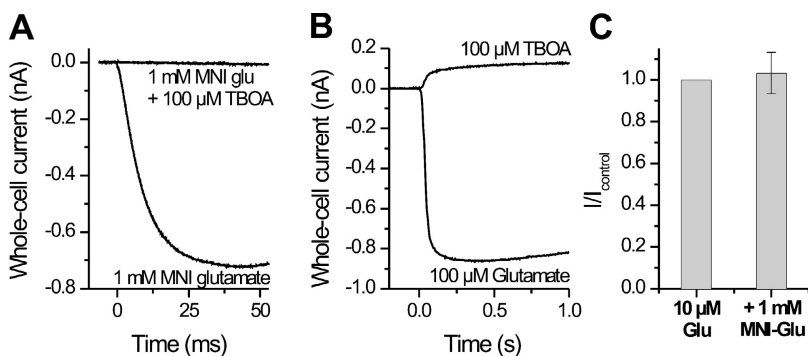 A
B
C
Whole-cell current (nA)
0.0
-0.2
-0.4
-0.6
-0.8
1 mM MNI glu
+ 100 µM TBOA
1 mM MNI glutamate
0
25
50
Time (ms)
Whole-cell current (nA)
0.2
0.0
-0.2
-0.4
-0.6
-0.8
-1.0
100 µM TBOA
100 µM Glutamate
0.0
0.5
1.0
Time (s)
I/Icontrol
1.0
0.8
0.6
0.4
0.2
0.0
10 µM
Glu
+ 1 mM
MNI-Glu